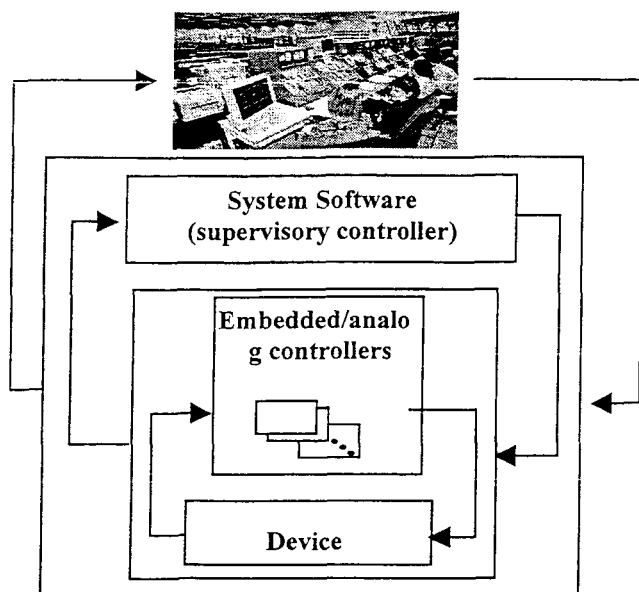 System Software
(supervisory controller)
Embedded/analo
g controllers
Device